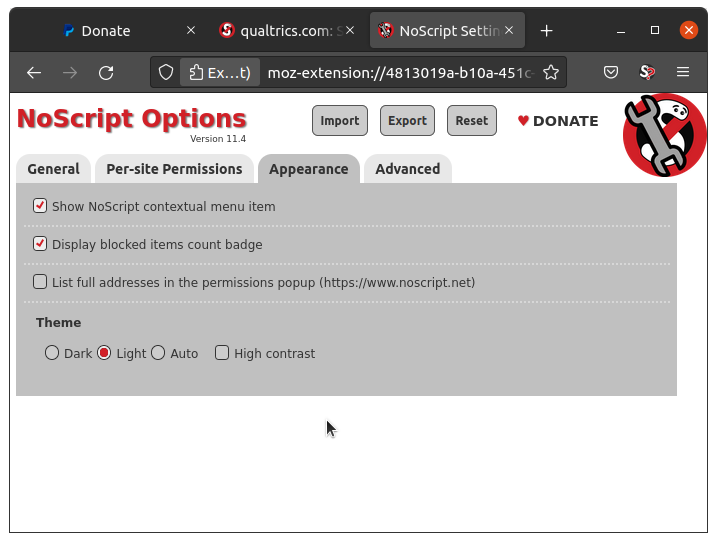 Donate
qualtrics.com: S
NoScript Settin
Ex…t)
moz-extension://4813019a-b10a-451c-
NoScript Options
Version 11.4
Import
Export
Reset
♥ DONATE
General
Per-site Permissions
Appearance
Advanced
Show NoScript contextual menu item
Display blocked items count badge
List full addresses in the permissions popup (https://www.noscript.net)
Theme
Dark Light Auto High contrast